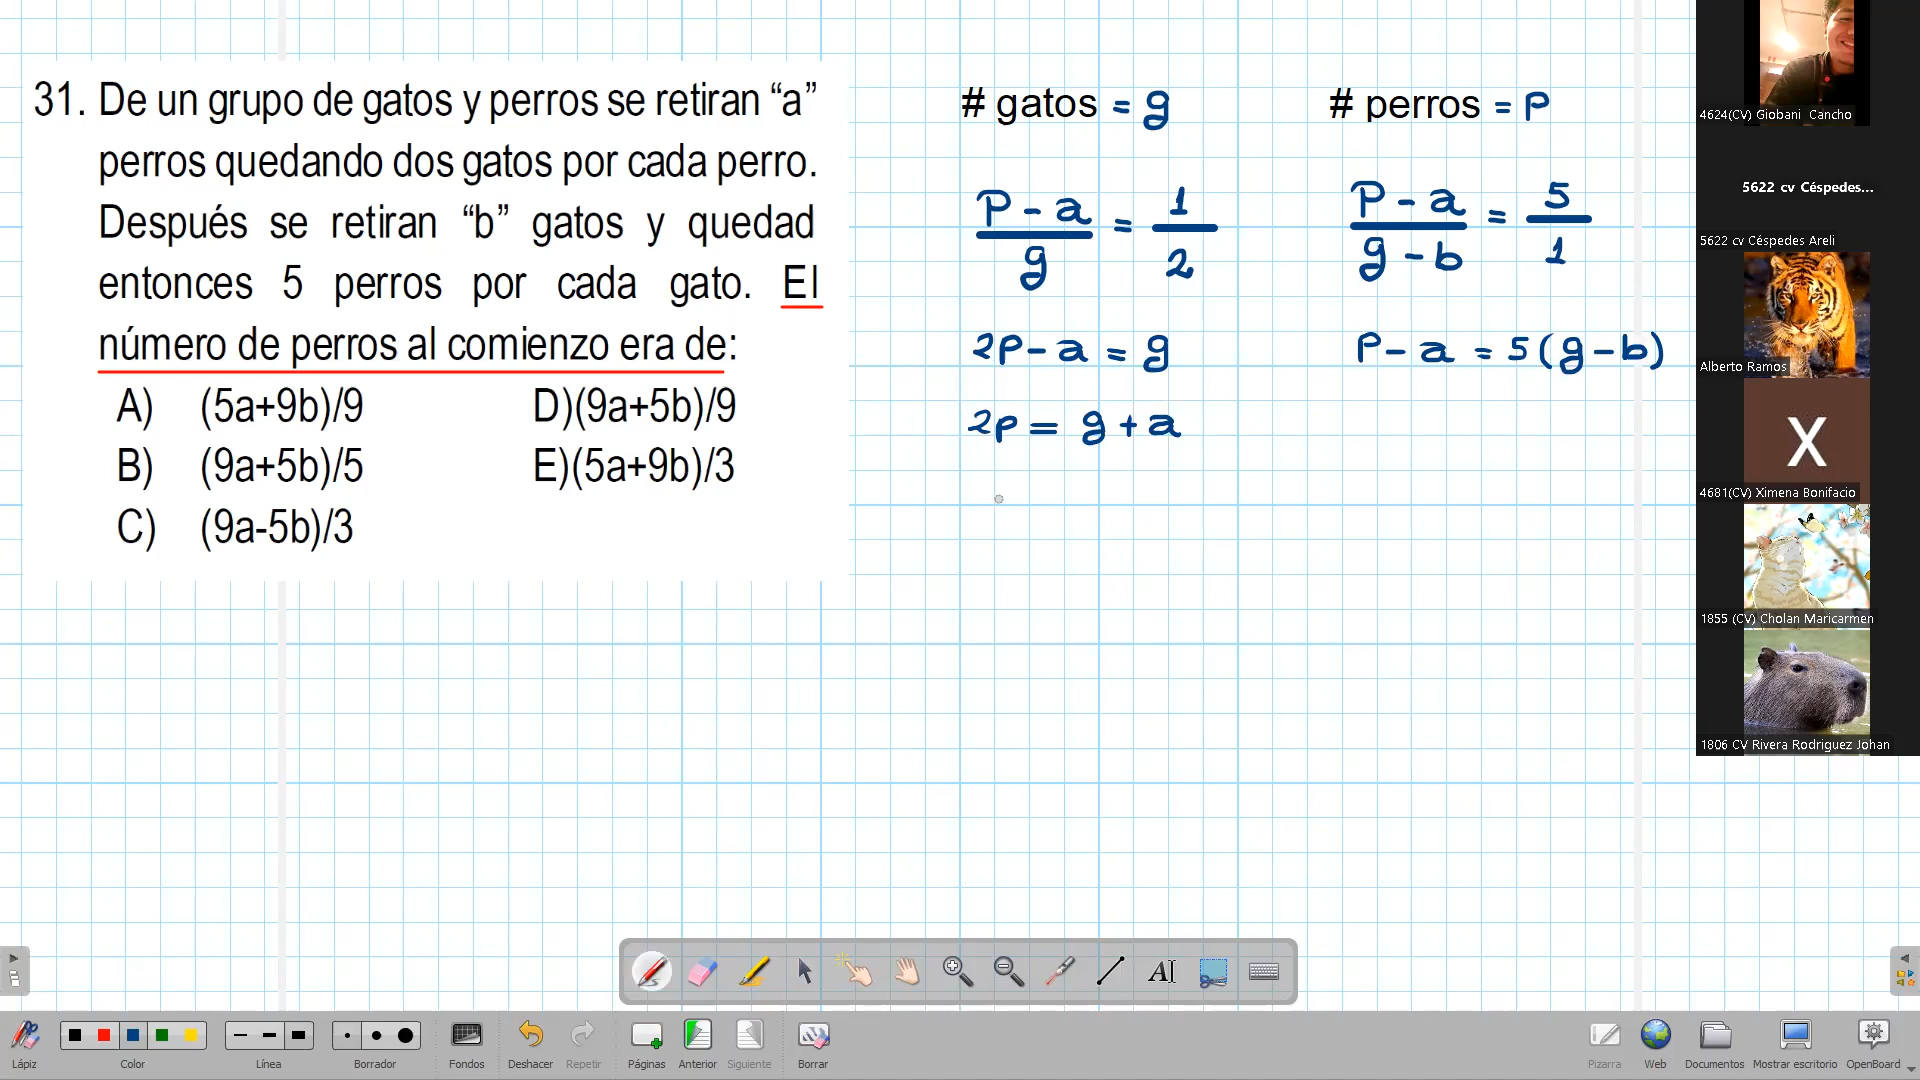 31. De un grupo de gatos y perros se retiran “a”
perros quedando dos gatos por cada perro.
Después se retiran “b” gatos y quedad
entonces 5 perros por cada gato. El
número de perros al comienzo era de:
A) (5a+9b)/9 D)(9a+5b)/9
B) (9a+5b)/5 E)(5a+9b)/3
C) (9a-5b)/3
# gatos = g
P - a / g = 1 / 2
2P - a = g
2p = g + a
# perros = P
P - a / g - b = 5 / 1
P - a = 5(g - b)
4624(CV) Giobani Cancho
5622 cv Céspedes...
5622 cv Céspedes Areli
Alberto Ramos
X
4681(CV) Ximena Bonifacio
1855 (CV) Cholan Maricarmen
1806 CV Rivera Rodriguez Johan
AI
Lápiz Color Línea Borrador Fondos Deshacer Repetir Páginas Anterior Siguiente Borrar Pizarra Web Documentos Mostrar escritorio OpenBoard